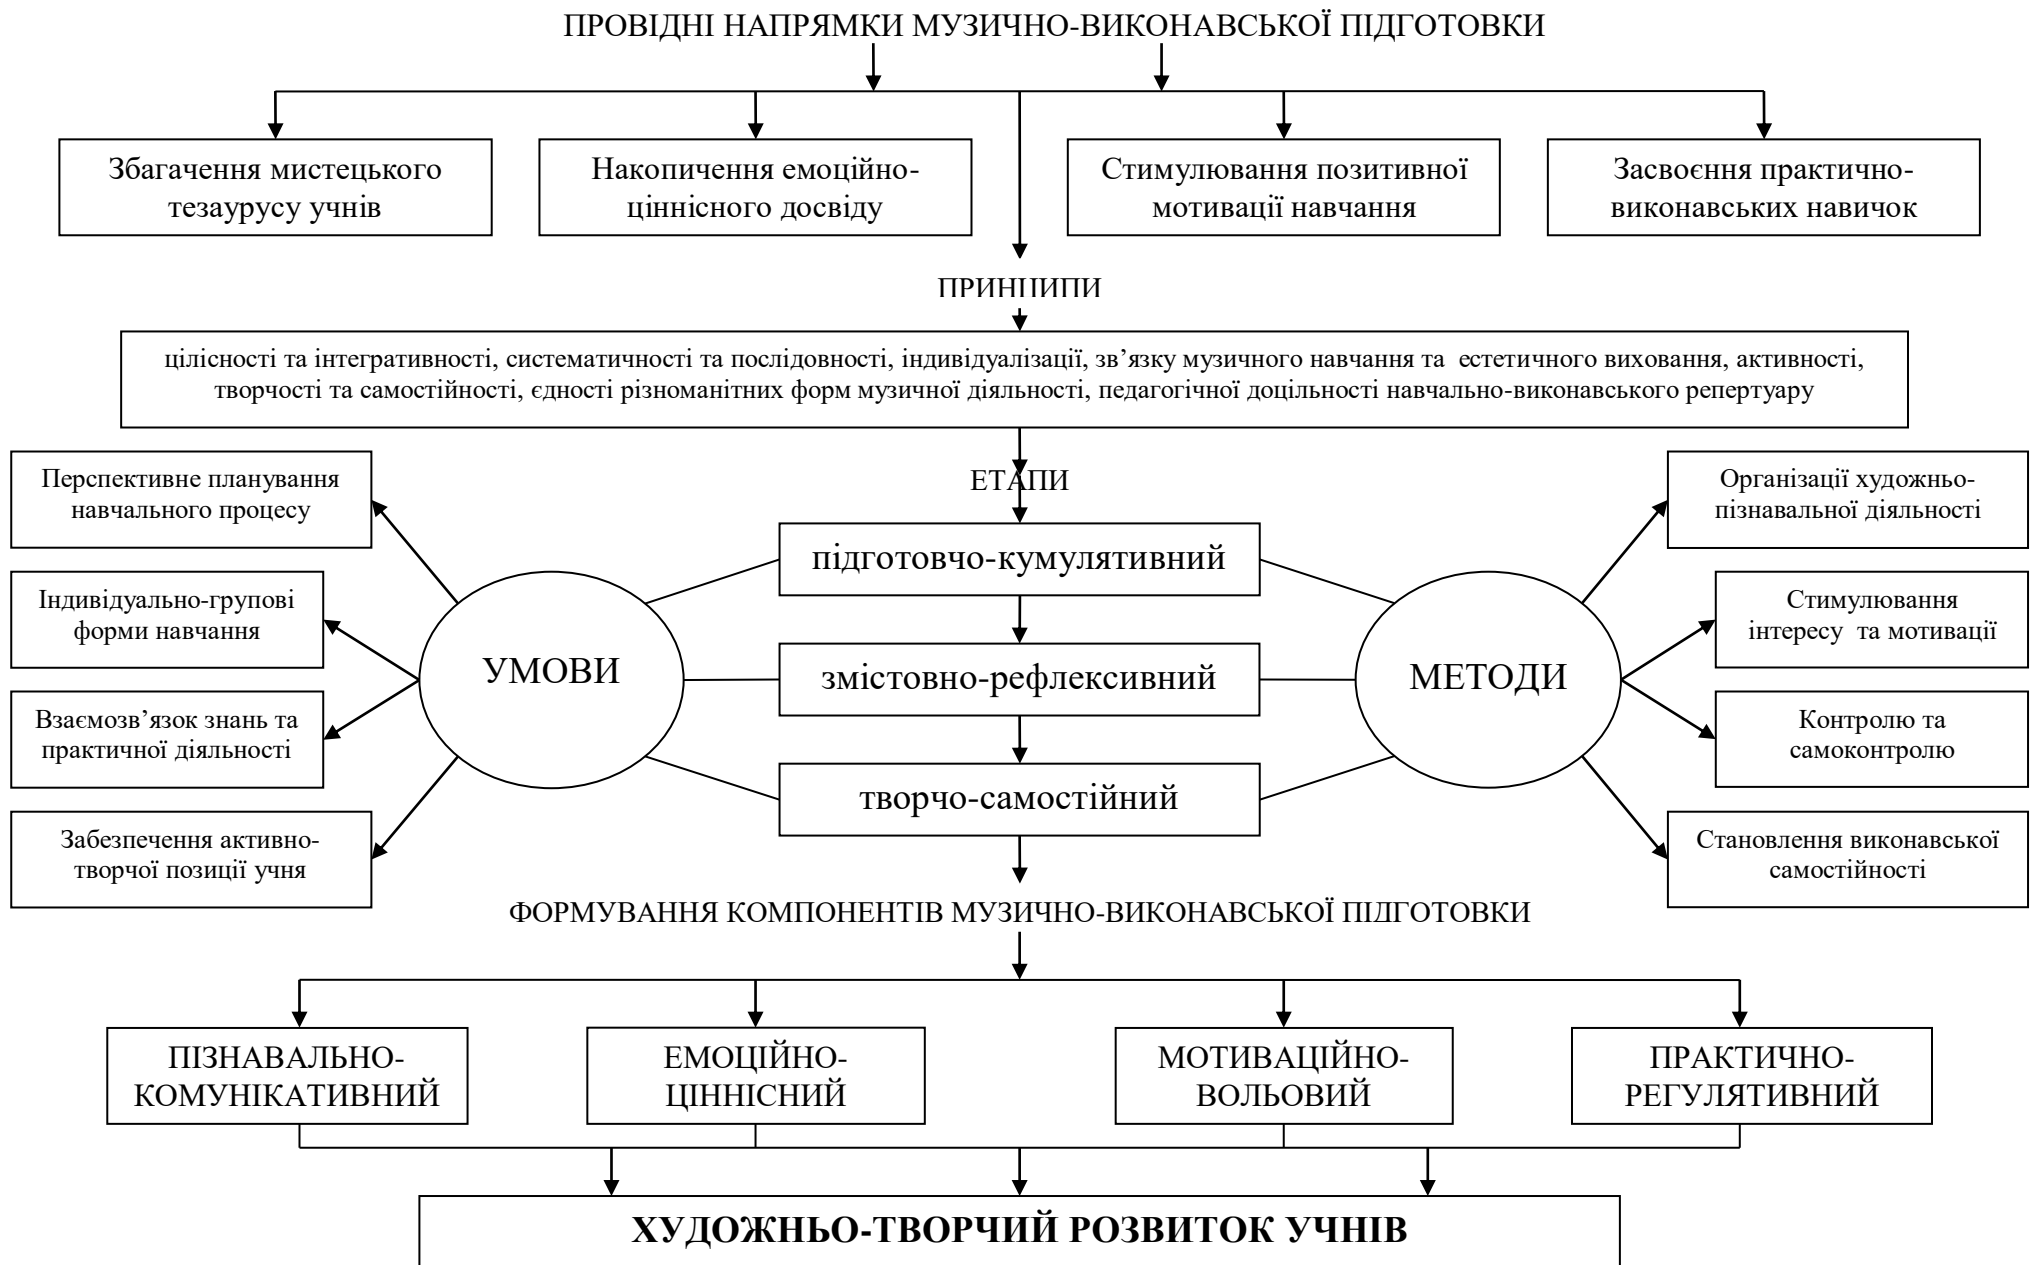 ПРОВІДНІ НАПРЯМКИ МУЗИЧНО-ВИКОНАВСЬКОЇ ПІДГОТОВКИ
Збагачення мистецького
тезаурусу учнів
Накопичення емоційно-
ціннісного досвіду
Стимулювання позитивної
мотивації навчання
Засвоєння практично-
виконавських навичок
ПРИНЦИПИ
цілісності та інтегративності, систематичності та послідовності, індивідуалізації, зв’язку музичного навчання та естетичного виховання, активності,
творчості та самостійності, єдності різноманітних форм музичної діяльності, педагогічної доцільності навчально-виконавського репертуару
ЕТАПИ
Перспективне планування
навчального процесу
Індивідуально-групові
форми навчання
Взаємозв’язок знань та
практичної діяльності
Забезпечення активно-
творчої позиції учня
УМОВИ
підготовчо-кумулятивний
змістовно-рефлексивний
творчо-самостійний
МЕТОДИ
Організації художньо-
пізнавальної діяльності
Стимулювання
інтересу та мотивації
Контролю та
самоконтролю
Становлення виконавської
самостійності
ФОРМУВАННЯ КОМПОНЕНТІВ МУЗИЧНО-ВИКОНАВСЬКОЇ ПІДГОТОВКИ
ПІЗНАВАЛЬНО-
КОМУНІКАТИВНИЙ
ЕМОЦІЙНО-
ЦІННІСНИЙ
МОТИВАЦІЙНО-
ВОЛЬОВИЙ
ПРАКТИЧНО-
РЕГУЛЯТИВНИЙ
ХУДОЖНЬО-ТВОРЧИЙ РОЗВИТОК УЧНІВ